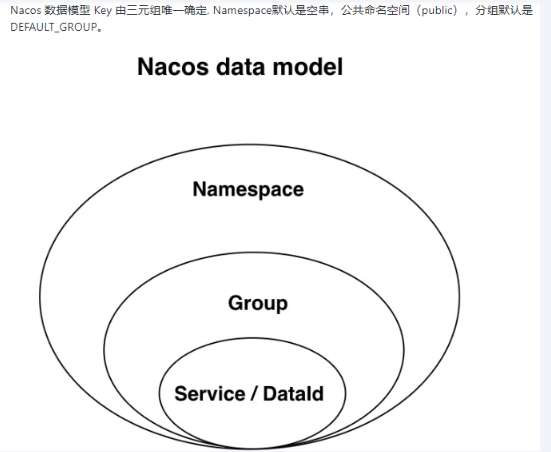 Nacos 数据模型 Key 由三元组唯一确定, Namespace默认是空串，公共命名空间（public），分组默认是
DEFAULT_GROUP。
Nacos data model
Namespace
Group
Service / DataId